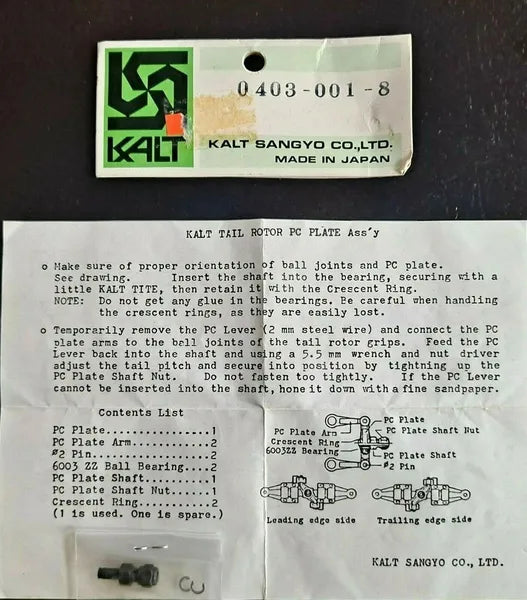 KALT
0403-001-8
KALT SANGYO CO.,LTD.
MADE IN JAPAN
KALT TAIL ROTOR PC PLATE Ass'y
o Make sure of proper orientation of ball joints and PC plate.
See drawing. Insert the shaft into the bearing, securing with a
little KALT TITE, then retain it with the Crescent Ring.
NOTE: Do not get any glue in the bearings. Be careful when handling
the crescent rings, as they are easily lost.
o Temporarily remove the PC Lever (2 mm steel wire) and connect the PC
plate arms to the ball joints of the tail rotor grips. Feed the PC
Lever back into the shaft and using a 5.5 mm wrench and nut driver
adjust the tail pitch and secure into position by tightning up the
PC Plate Shaft Nut. Do not fasten too tightly. If the PC Lever
cannot be inserted into the shaft, hone it down with a fine sandpaper.
Contents List
PC Plate...............1
PC Plate Arm...........2
Ø2 Pin.................2
6003 ZZ Ball Bearing...2
PC Plate Shaft.........1
PC Plate Shaft Nut.....1
Crescent Ring..........2
(1 is used. One is spare.)
PC Plate
PC Plate Arm
PC Plate Shaft Nut
Crescent Ring
6003ZZ Bearing
PC Plate Shaft
Ø2 Pin
Leading edge side
Trailing edge side
KALT SANGYO CO., LTD.